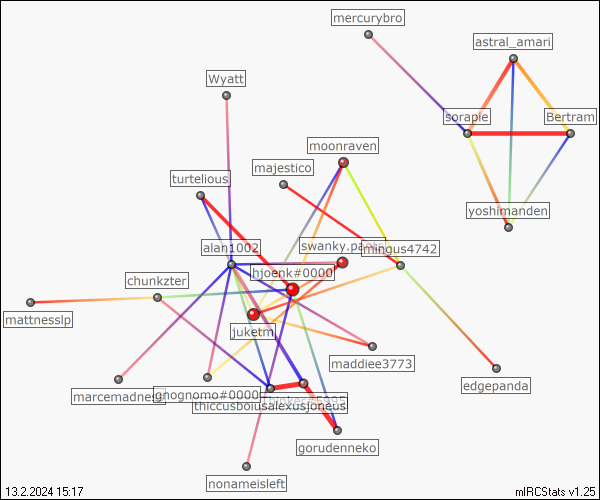 mercurybro
astral_amari
Wyatt
sorapie
Bertram
moonraven
majestico
turtelious
yoshimanden
swanky.pa
alan1002
mingus4742
hjoenk#0000
chunkzter
mattnesslp
juketm
maddiee3773
edgepanda
marcemadness
gnognomo#0000
thiccusboiusalexusjoneus
gorudenneko
nonameisleft
13.2.2024 15:17
mIRCStats v1.25